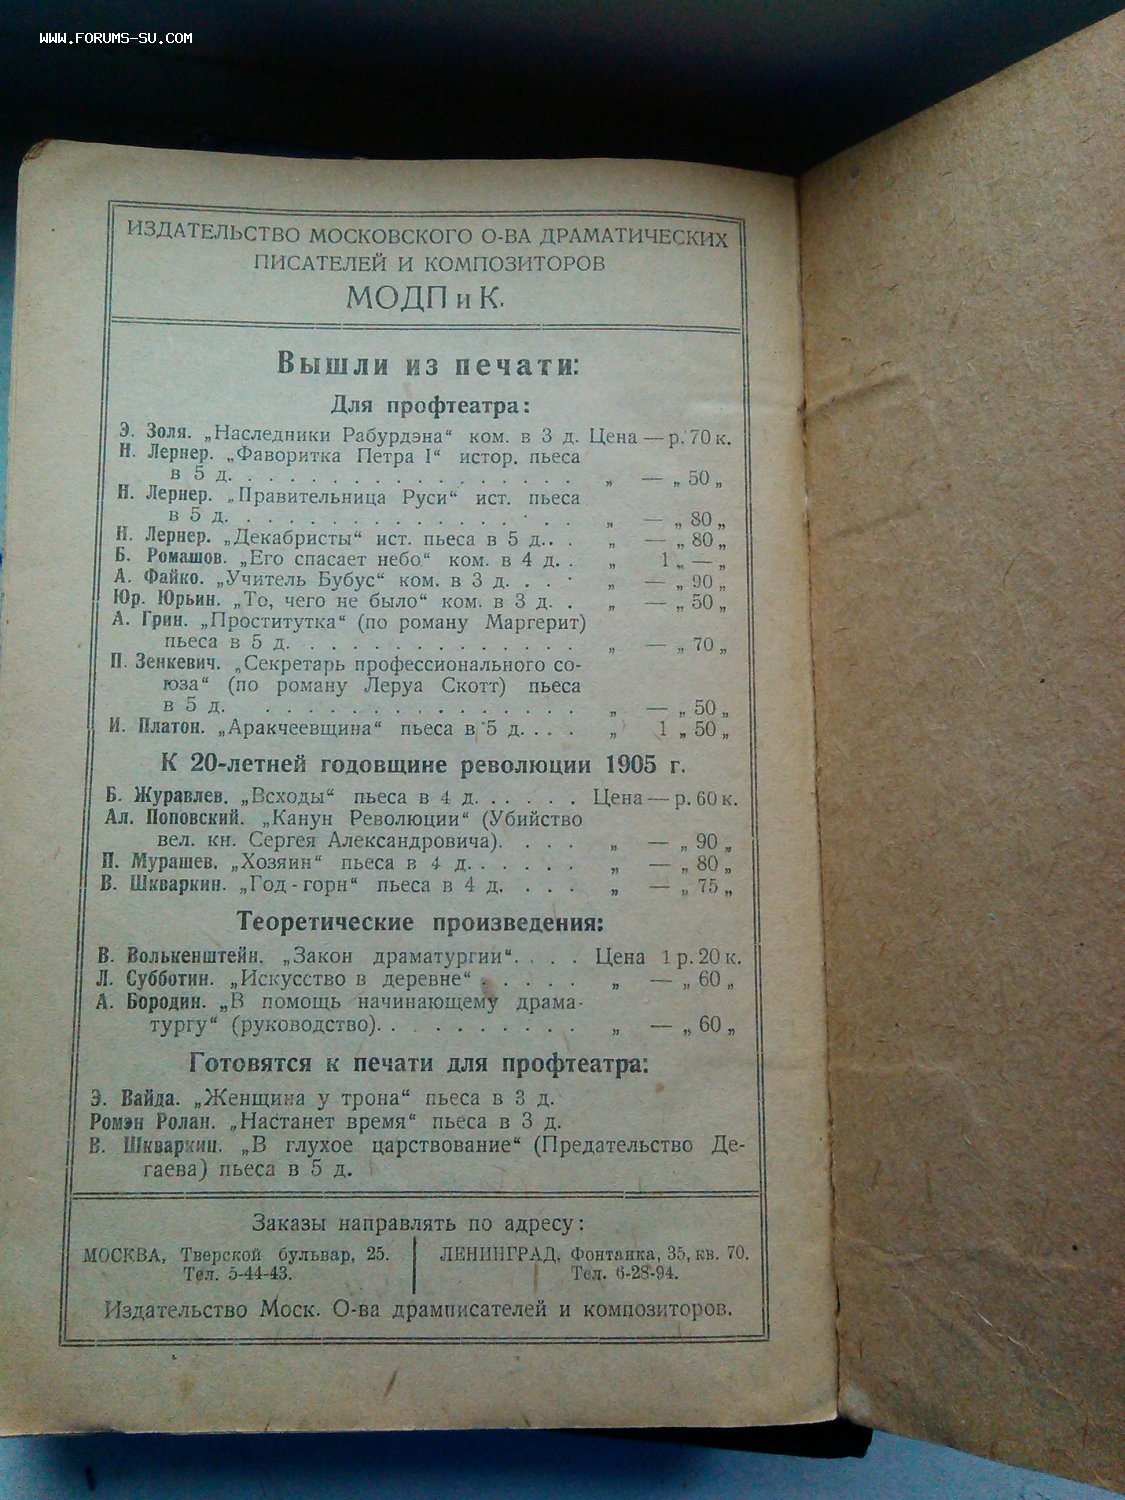 www.forums-su.com
ИЗДАТЕЛЬСТВО МОСКОВСКОГО О-ВА ДРАМАТИЧЕСКИХ
ПИСАТЕЛЕЙ И КОМПОЗИТОРОВ
МОДП и К.
Вышли из печати:
Для профтеатра:
Э. Золя. „Наследники Рабурдэна“ ком. в 3 д. Цена — р. 70 к.
Н. Лернер. „Фаворитка Петра I“ истор. пьеса
в 5 д. . . . . . . . . . . . . . . . . „ — „ 50 „
Н. Лернер. „Правительница Руси“ ист. пьеса
в 5 д. . . . . . . . . . . . . . . . . „ — „ 80 „
Н. Лернер. „Декабристы“ ист. пьеса в 5 д. . . „ — „ 80 „
Б. Ромашов. „Его спасает небо“ ком. в 4 д. . „ 1 „ — „
А. Файко. „Учитель Бубус“ ком. в 3 д. . . . „ — „ 90 „
Юр. Юрьин. „То, чего не было“ ком. в 3 д. . „ — „ 50 „
А. Грин. „Проститутка“ (по роману Маргерит)
пьеса в 5 д. . . . . . . . . . . . . . „ — „ 70 „
П. Зенкевич. „Секретарь профессионального со-
юза“ (по роману Леруа Скотт) пьеса
в 5 д. . . . . . . . . . . . . . . . „ — „ 50 „
И. Платон. „Аракчеевщина“ пьеса в 5 д. . . . „ 1 „ 50 „
К 20-летней годовщине революции 1905 г.
Б. Журавлев. „Всходы“ пьеса в 4 д. . . . . . Цена — р. 60 к.
Ал. Поповский. „Канун Революции“ (Убийство
вел. кн. Сергея Александровича). . . . „ — „ 90 „
П. Мурашев. „Хозяин“ пьеса в 4 д. . . . . . „ — „ 80 „
В. Шкваркин. „Год-горн“ пьеса в 4 д. . . . „ — „ 75 „
Теоретические произведения:
В. Волькенштейн. „Закон драматургии“. . . . Цена 1 р. 20 к.
Л. Субботин. „Искусство в деревне“ . . . . . „ — „ 60 „
А. Бородин. „В помощь начинающему драма-
тургу“ (руководство). . . . . . . . . . „ — „ 60 „
Готовятся к печати для профтеатра:
Э. Вайда. „Женщина у трона“ пьеса в 3 д.
Ромэн Ролан. „Настанет время“ пьеса в 3 д.
В. Шкваркин. „В глухое царствование“ (Предательство Де-
гаева) пьеса в 5 д.
Заказы направлять по адресу:
МОСКВА, Тверской бульвар, 25.
Тел. 5-44-43.
ЛЕНИНГРАД, Фонтанка, 35, кв. 70.
Тел. 6-28-94.
Издательство Моск. О-ва драмписателей и композиторов.